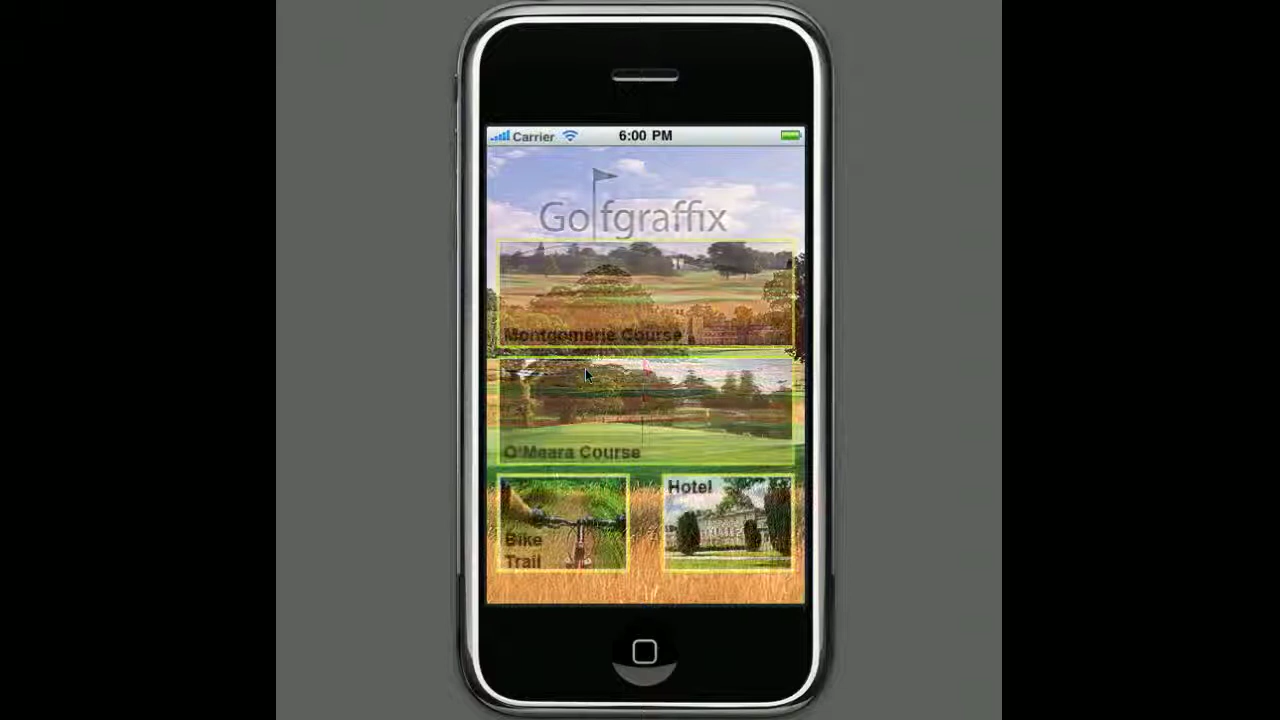 Carrier 6:00 PM
Golfgraffix
Montgomerie Course
O'Meara Course
Bike
Trail
Hotel